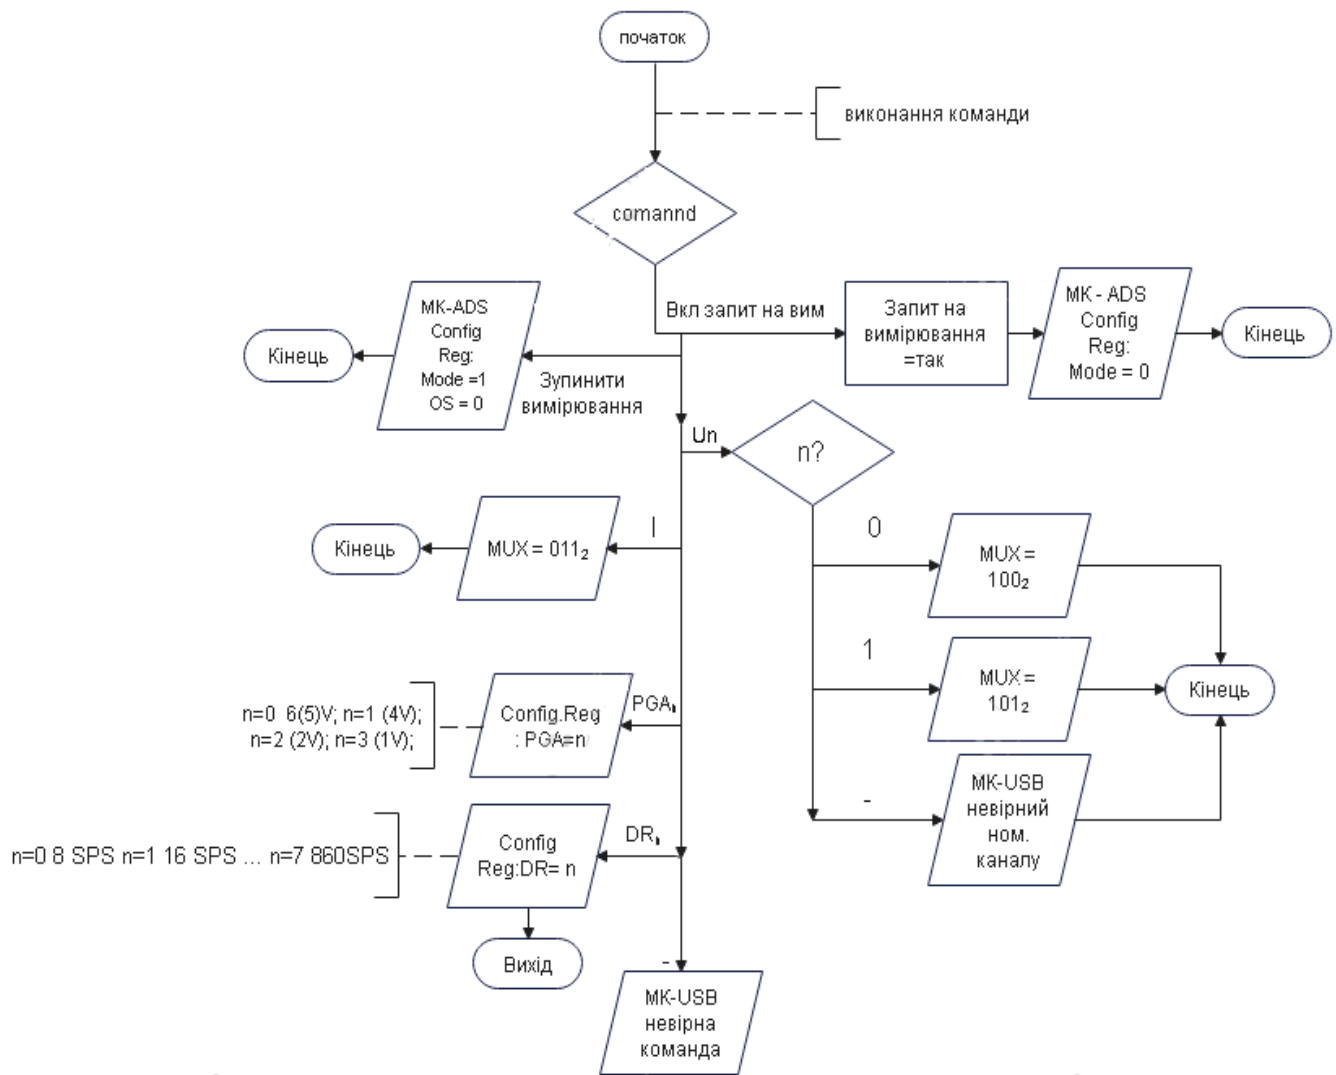 початок
виконання команди
comannd
Вкл запит на вим
Запит на
вимірювання
=так
MK - ADS
Config
Reg:
Mode = 0
Кінець
MK-ADS
Config
Reg:
Mode =1
OS = 0
Кінець
Зупинити
вимірювання
Un
n?
I
MUX = 011₂
Кінець
0
MUX =
100₂
1
MUX =
101₂
Кінець
-
MK-USB
невірний
ном.
каналу
PGAₙ
Config.Reg
: PGA=n
n=0 6(5)V; n=1 (4V);
n=2 (2V); n=3 (1V);
DRₙ
Config
Reg:DR= n
n=0 8 SPS n=1 16 SPS ... n=7 860SPS
Вихід
-
MK-USB
невірна
команда